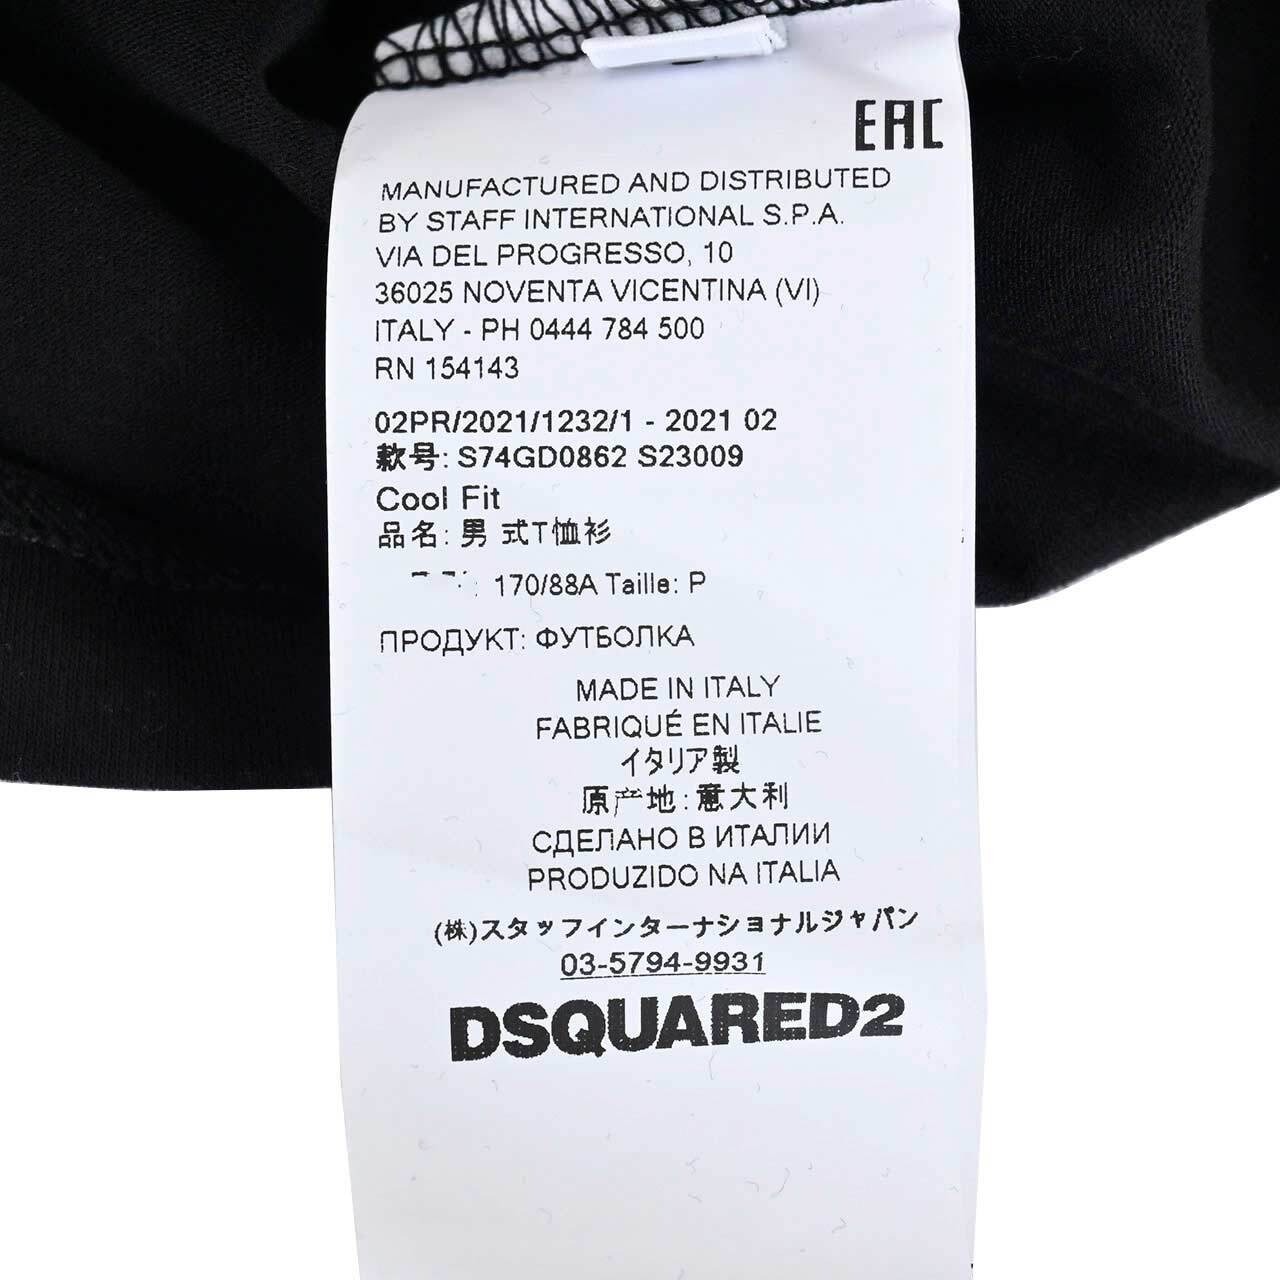 EAC
MANUFACTURED AND DISTRIBUTED
BY STAFF INTERNATIONAL S.P.A.
VIA DEL PROGRESSO, 10
36025 NOVENTA VICENTINA (VI)
ITALY - PH 0444 784 500
RN 154143
02PR/2021/1232/1 - 2021 02
款号: S74GD0862 S23009
Cool Fit
品名: 男 式T恤衫
170/88A Taille: P
ПРОДУКТ: ФУТБОЛКА
MADE IN ITALY
FABRIQUÉ EN ITALIE
イタリア製
原产地: 意大利
СДЕЛАНО В ИТАЛИИ
PRODUZIDO NA ITALIA
(株)スタッフインターナショナルジャパン
03-5794-9931
DSQUARED2